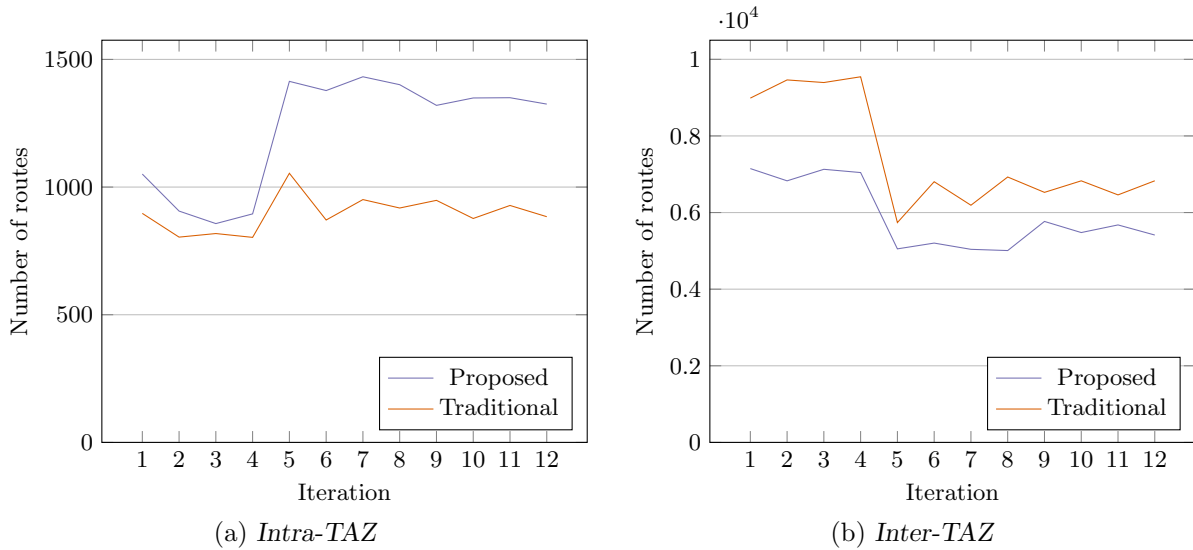 1500
1000
500
0
Number of routes
1 2 3 4 5 6 7 8 9 10 11 12
Iteration
Proposed
Traditional
(a) Intra-TAZ
·10⁴
1
0.8
0.6
0.4
0.2
0
Number of routes
1 2 3 4 5 6 7 8 9 10 11 12
Iteration
Proposed
Traditional
(b) Inter-TAZ